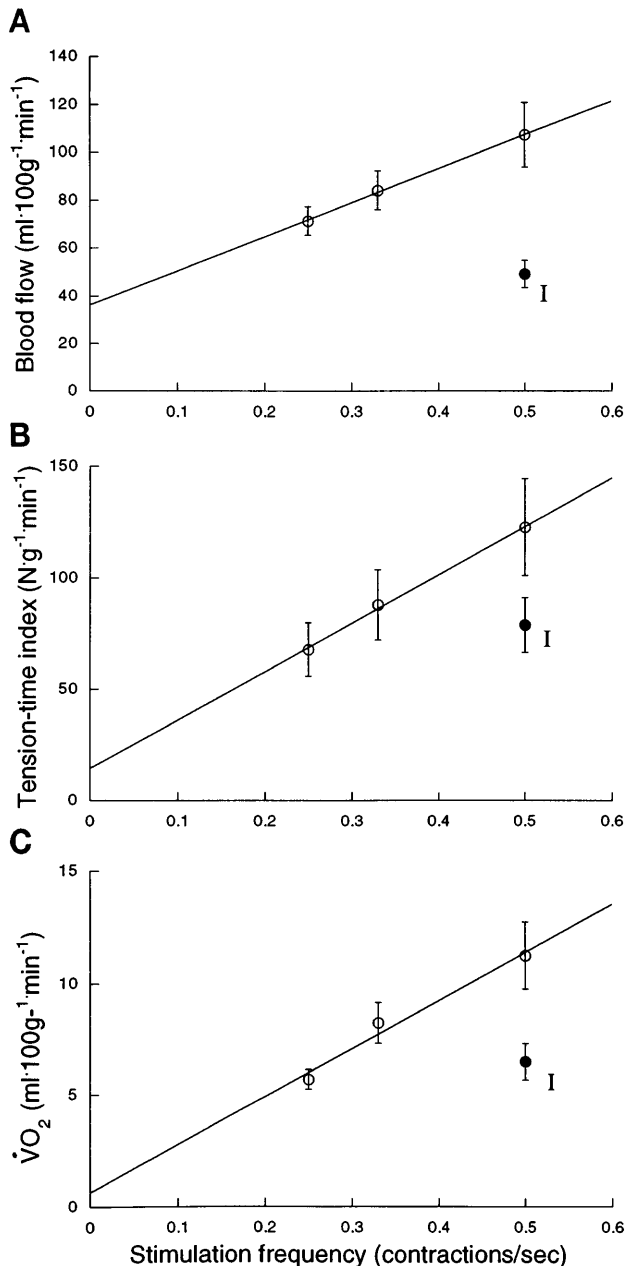 A
Blood flow (ml·100g⁻¹·min⁻¹)
140
120
100
80
60
40
20
0
I
0 0.1 0.2 0.3 0.4 0.5 0.6
B
Tension-time index (N·g⁻¹·min⁻¹)
150
100
50
0
I
0 0.1 0.2 0.3 0.4 0.5 0.6
C
V̇O₂ (ml·100g-¹·min⁻¹)
15
10
5
0
I
0 0.1 0.2 0.3 0.4 0.5 0.6
Stimulation frequency (contractions/sec)